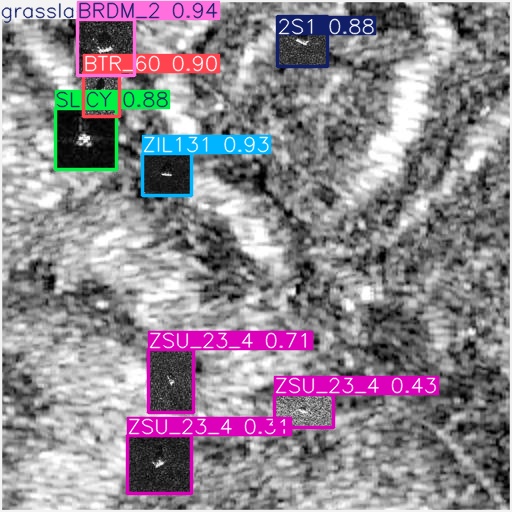 grassla
BRDM_2 0.94
2S1 0.88
BTR_60 0.90
SL CY 0.88
ZIL131 0.93
ZSU_23_4 0.71
ZSU_23_4 0.43
ZSU_23_4 0.31